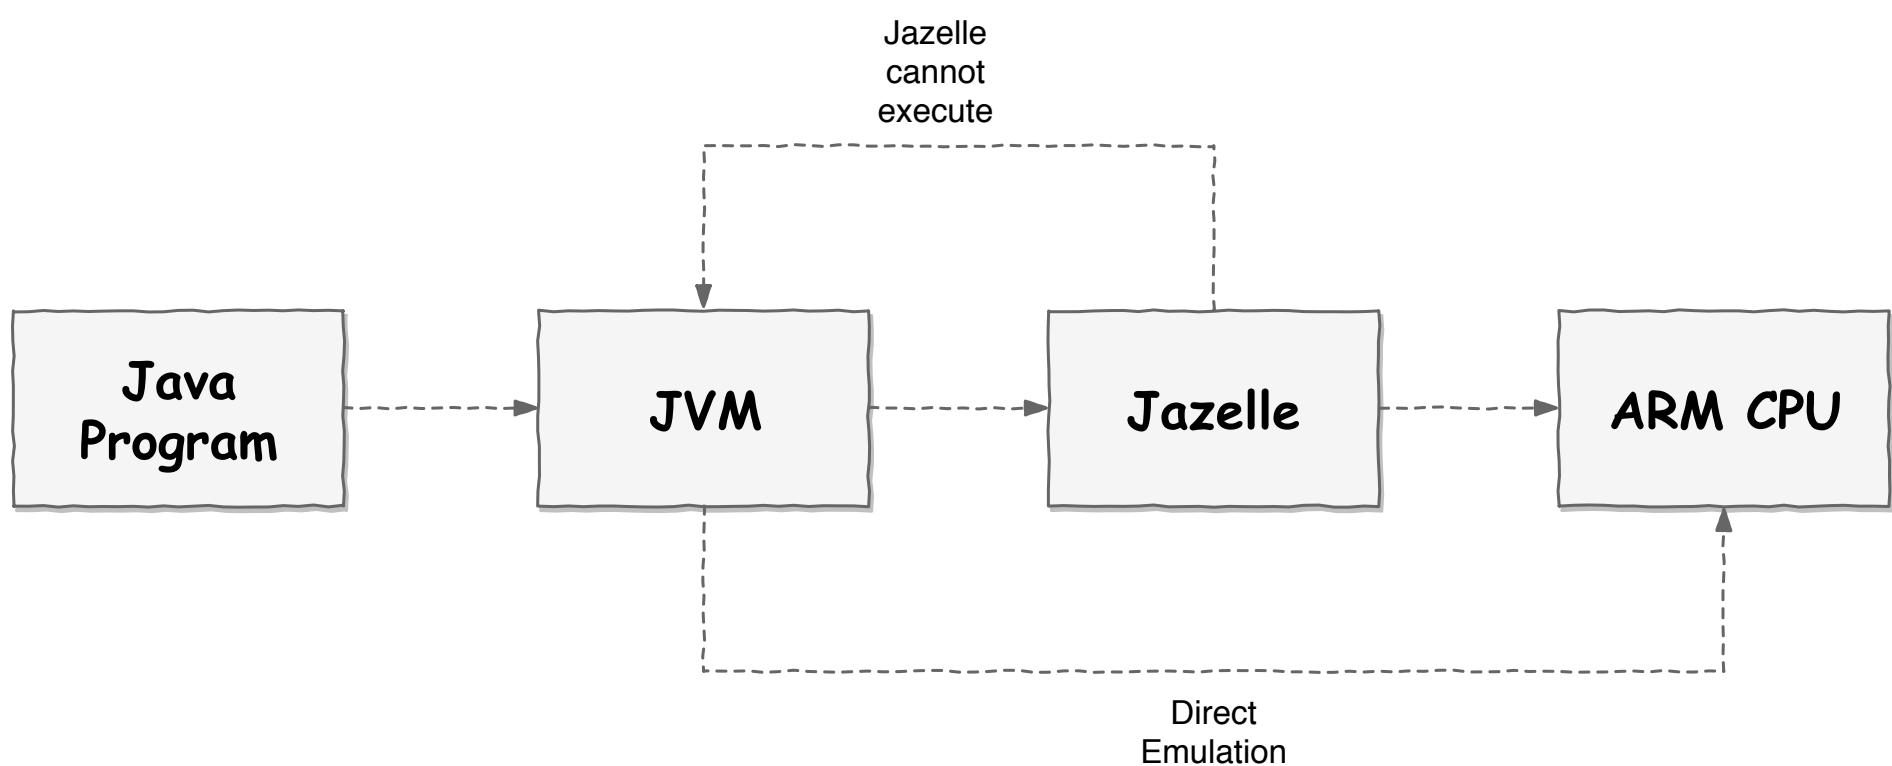 Jazelle
cannot
execute
Java
Program
JVM
Jazelle
ARM CPU
Direct
Emulation